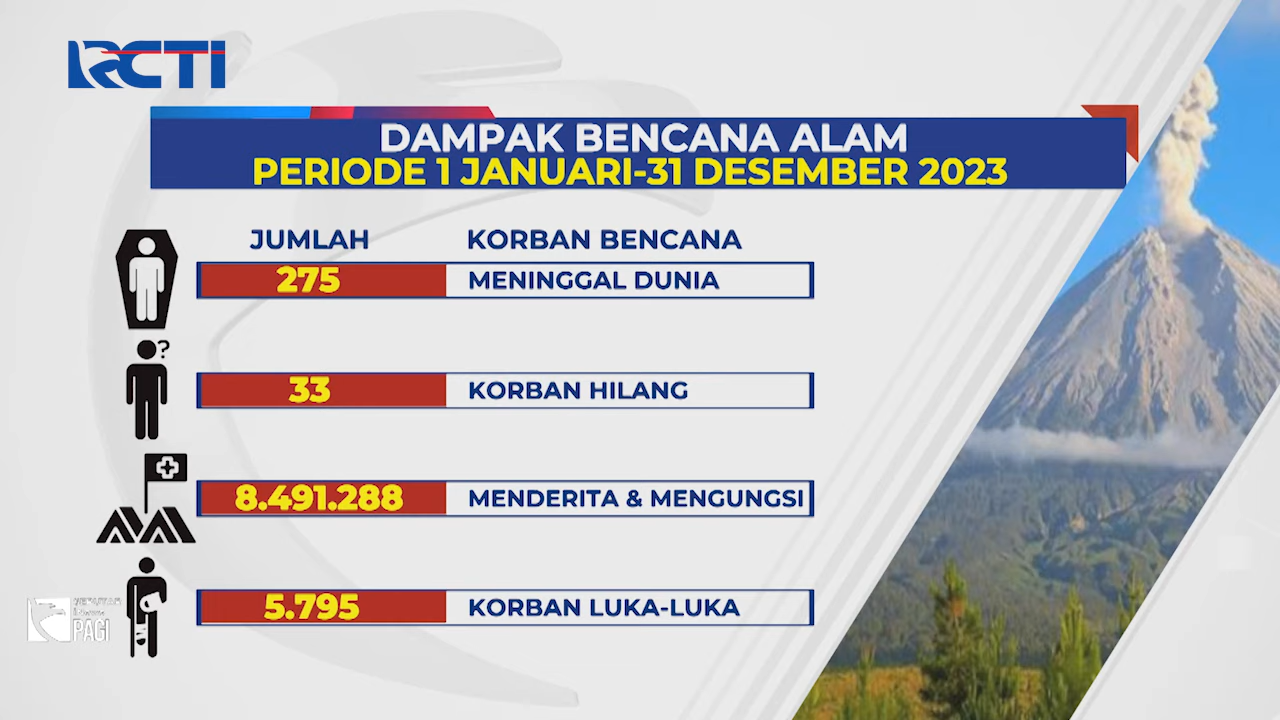 RCTI
DAMPAK BENCANA ALAM
PERIODE 1 JANUARI-31 DESEMBER 2023
JUMLAH KORBAN BENCANA
275 MENINGGAL DUNIA
?
33 KORBAN HILANG
8.491.288 MENDERITA & MENGUNGSI
5.795 KORBAN LUKA-LUKA
PAGI